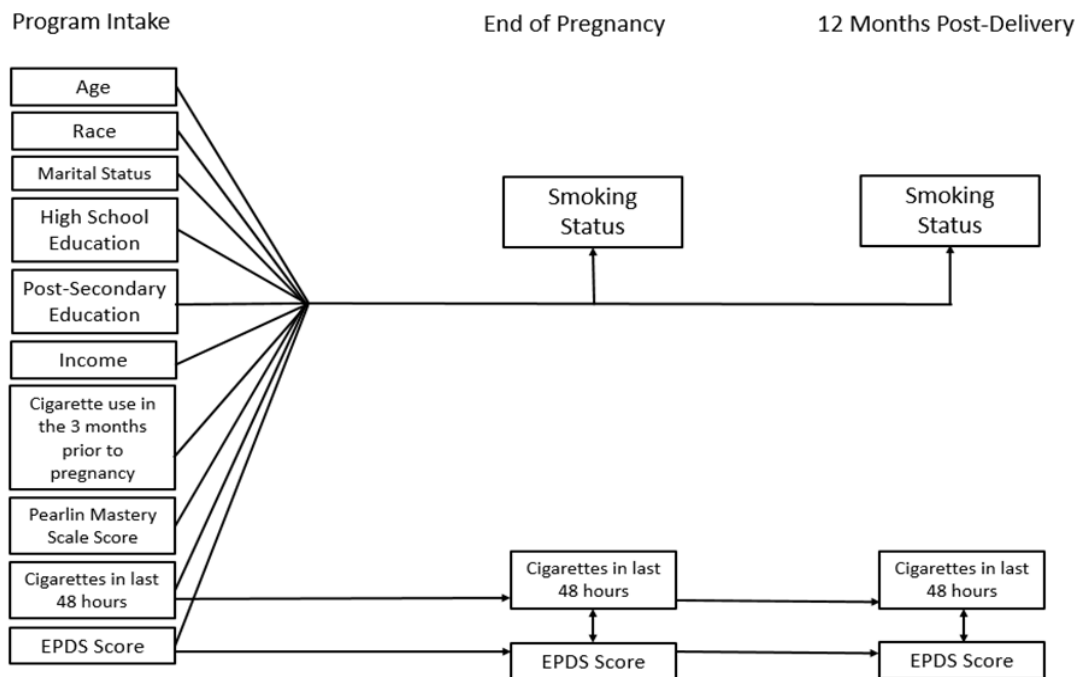 Program Intake
End of Pregnancy
12 Months Post-Delivery
Age
Race
Marital Status
High School
Education
Post-Secondary
Education
Income
Cigarette use in
the 3 months
prior to
pregnancy
Pearlin Mastery
Scale Score
Cigarettes in last
48 hours
EPDS Score
Smoking
Status
Cigarettes in last
48 hours
EPDS Score
Smoking
Status
Cigarettes in last
48 hours
EPDS Score